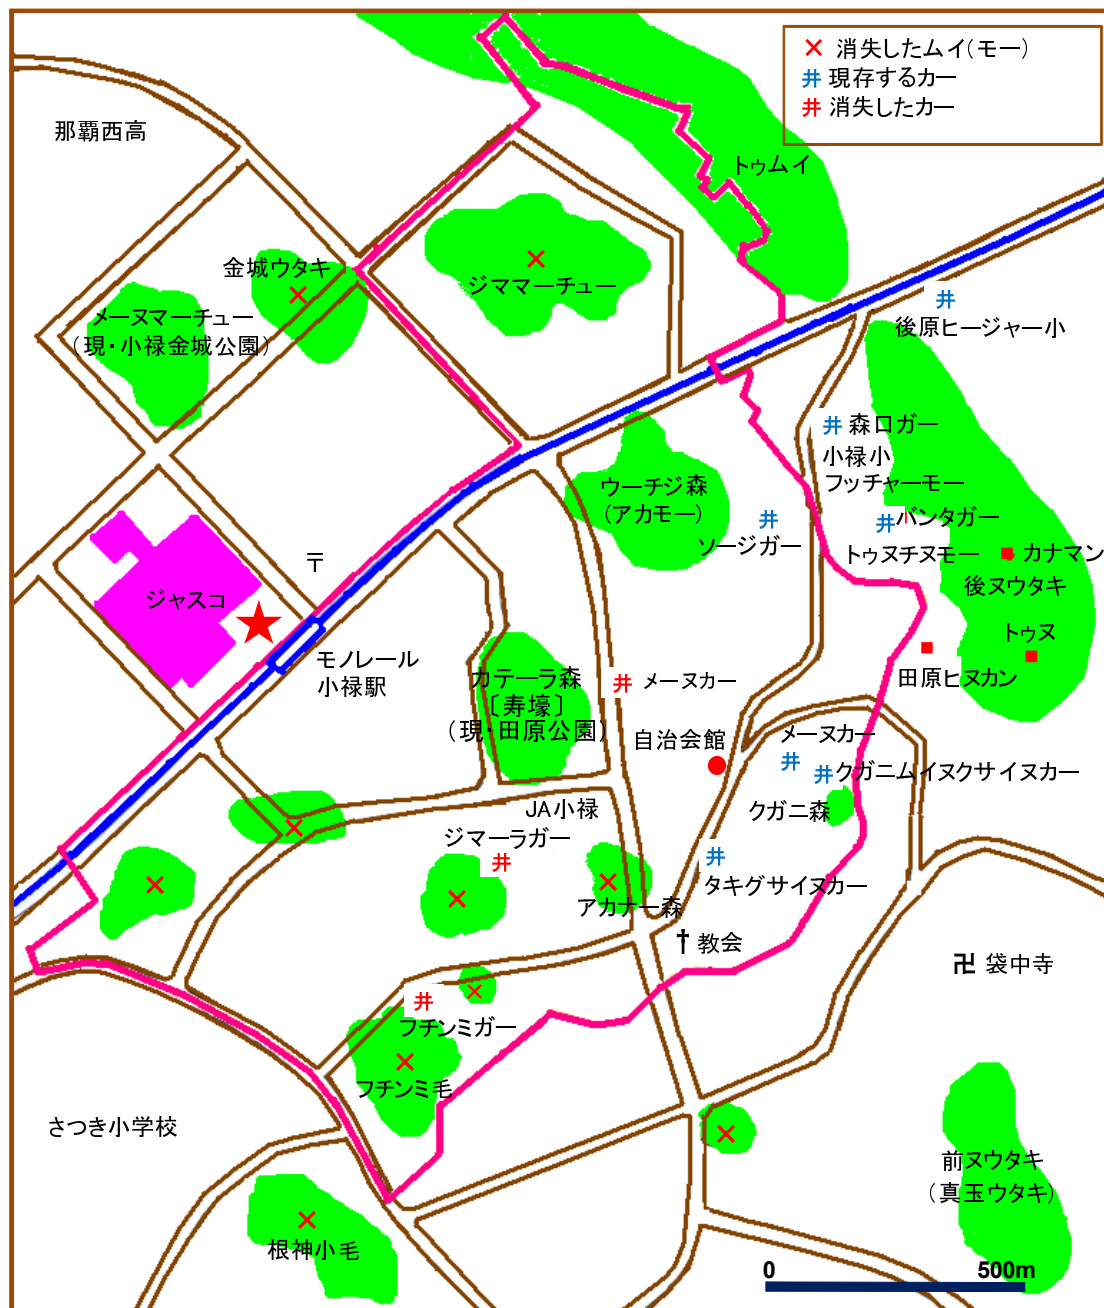 × 消失したムイ(モー)
井 現存するカー
井 消失したカー
那覇西高
トゥムイ
金城ウタキ
ジママーチュー
後原ヒージャー小
メーヌマーチュー
(現・小禄金城公園)
井 森口ガー
小禄小
フッチャーモー
ウーチジ森
(アカモー)
バンタガー
ソージガー
トゥヌチヌモー
カナマン
後ヌウタキ
〒
ジャスコ
トゥヌ
モノレール
小禄駅
田原ヒヌカン
カテーラ森
〔寿壕〕
(現・田原公園)
井 メーヌカー
自治会館
メーヌカー
クガニムイヌクサイヌカー
クガニ森
JA小禄
ジマーラガー
タキグサイヌカー
アカナー森
教会
卍 袋中寺
フチンミガー
フチンミ毛
さつき小学校
前ヌウタキ
(真玉ウタキ)
根神小毛
0 500m